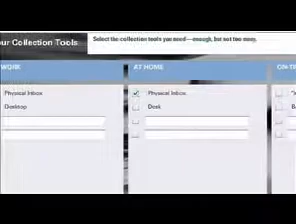 ur Collection Tools
Select the collection tools you need—enough, but not too many.
WORK
AT HOME
ON-TI
Physical Inbox
Physical Inbox
Desktop
Desk